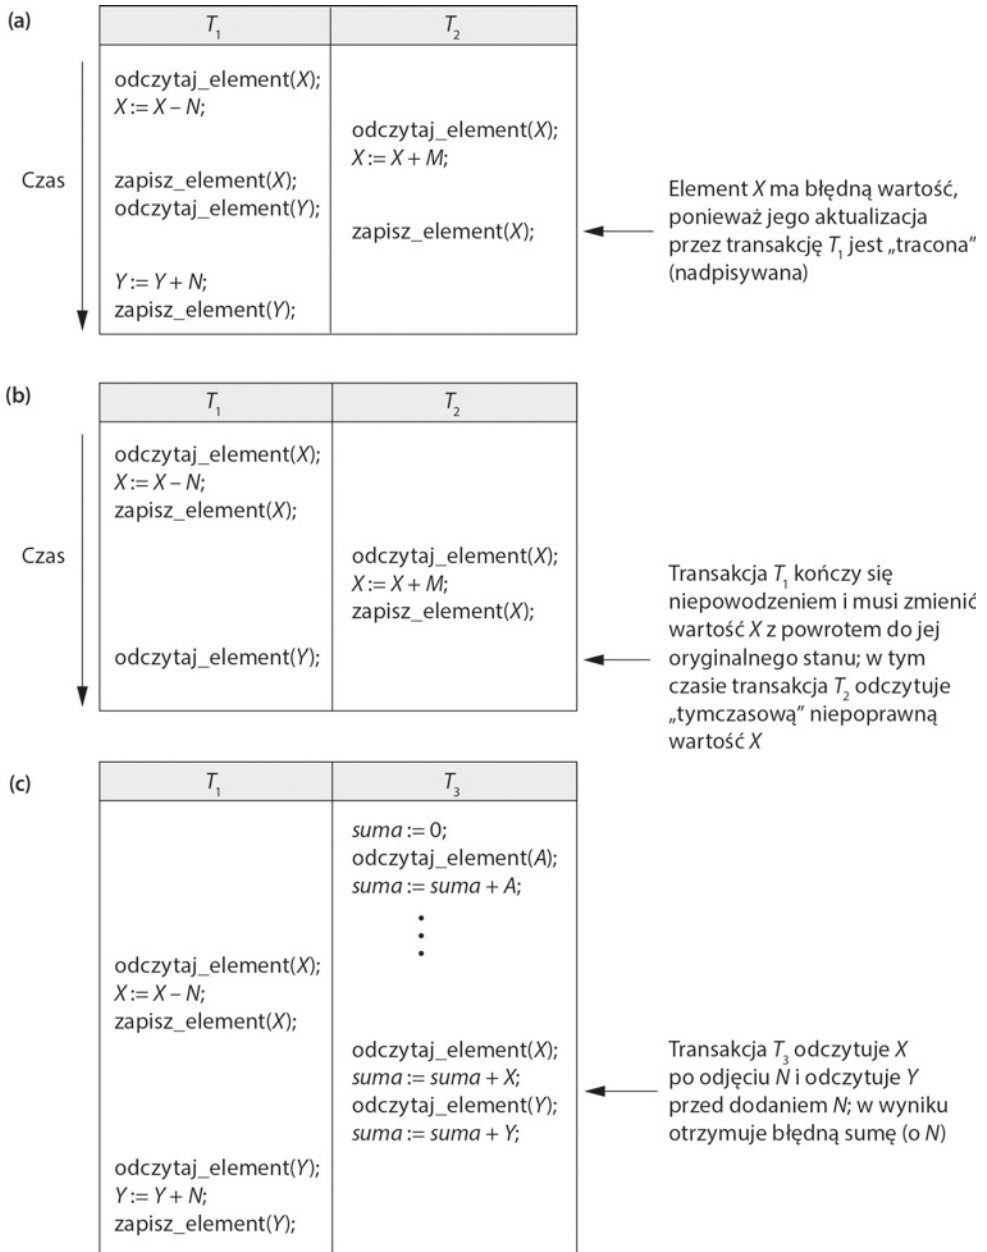 (a)
T₁ T₂
odczytaj_element(X);
X := X – N;
odczytaj_element(X);
X := X + M;
Czas
zapisz_element(X);
odczytaj_element(Y);
zapisz_element(X);
Element X ma błędną wartość,
ponieważ jego aktualizacja
przez transakcję T₁ jest „tracona”
(nadpisywana)
Y := Y + N;
zapisz_element(Y);
(b)
T₁ T₂
odczytaj_element(X);
X := X – N;
zapisz_element(X);
Czas
odczytaj_element(X);
X := X + M;
zapisz_element(X);
odczytaj_element(Y);
Transakcja T₁ kończy się
niepowodzeniem i musi zmienić
wartość X z powrotem do jej
oryginalnego stanu; w tym
czasie transakcja T₂ odczytuje
„tymczasową” niepoprawną
wartość X
(c)
T₁ T₃
suma := 0;
odczytaj_element(A);
suma := suma + A;
odczytaj_element(X);
X := X – N;
zapisz_element(X);
odczytaj_element(X);
suma := suma + X;
odczytaj_element(Y);
suma := suma + Y;
Transakcja T₃ odczytuje X
po odjęciu N i odczytuje Y
przed dodaniem N; w wyniku
otrzymuje błędną sumę (o N)
odczytaj_element(Y);
Y := Y + N;
zapisz_element(Y);